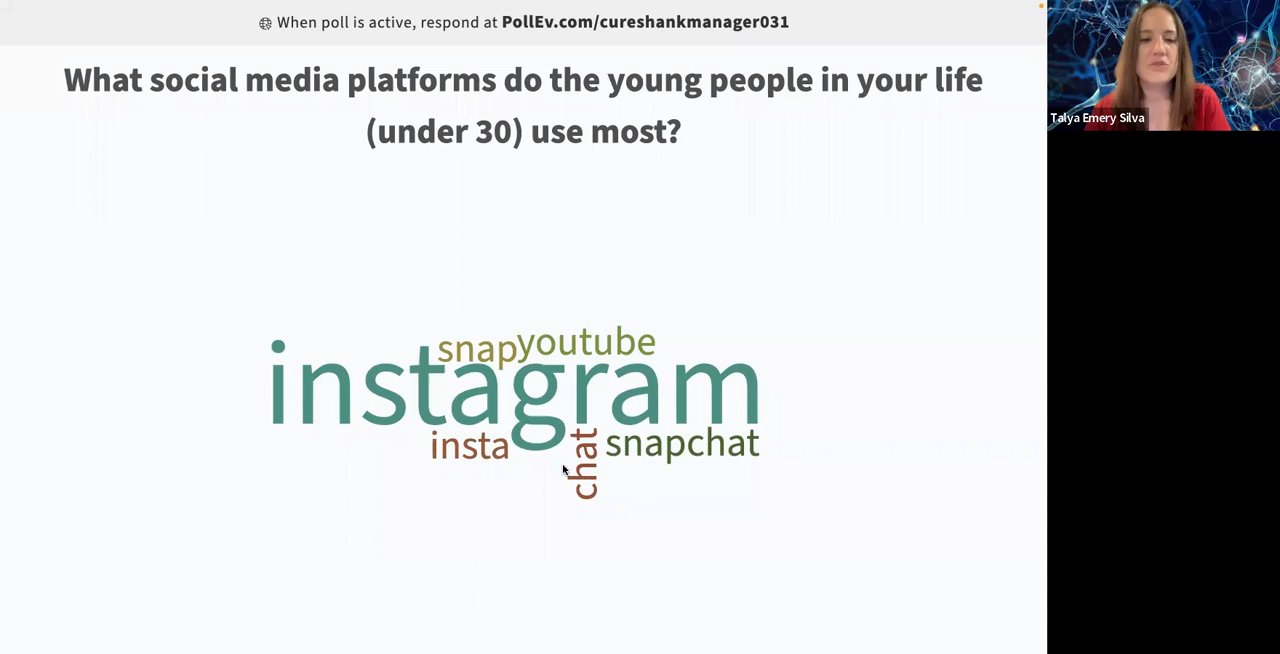 When poll is active, respond at PollEv.com/cureshankmanager031
What social media platforms do the young people in your life
(under 30) use most?
snap youtube
instagram
insta chat snapchat
Talya Emery Silva